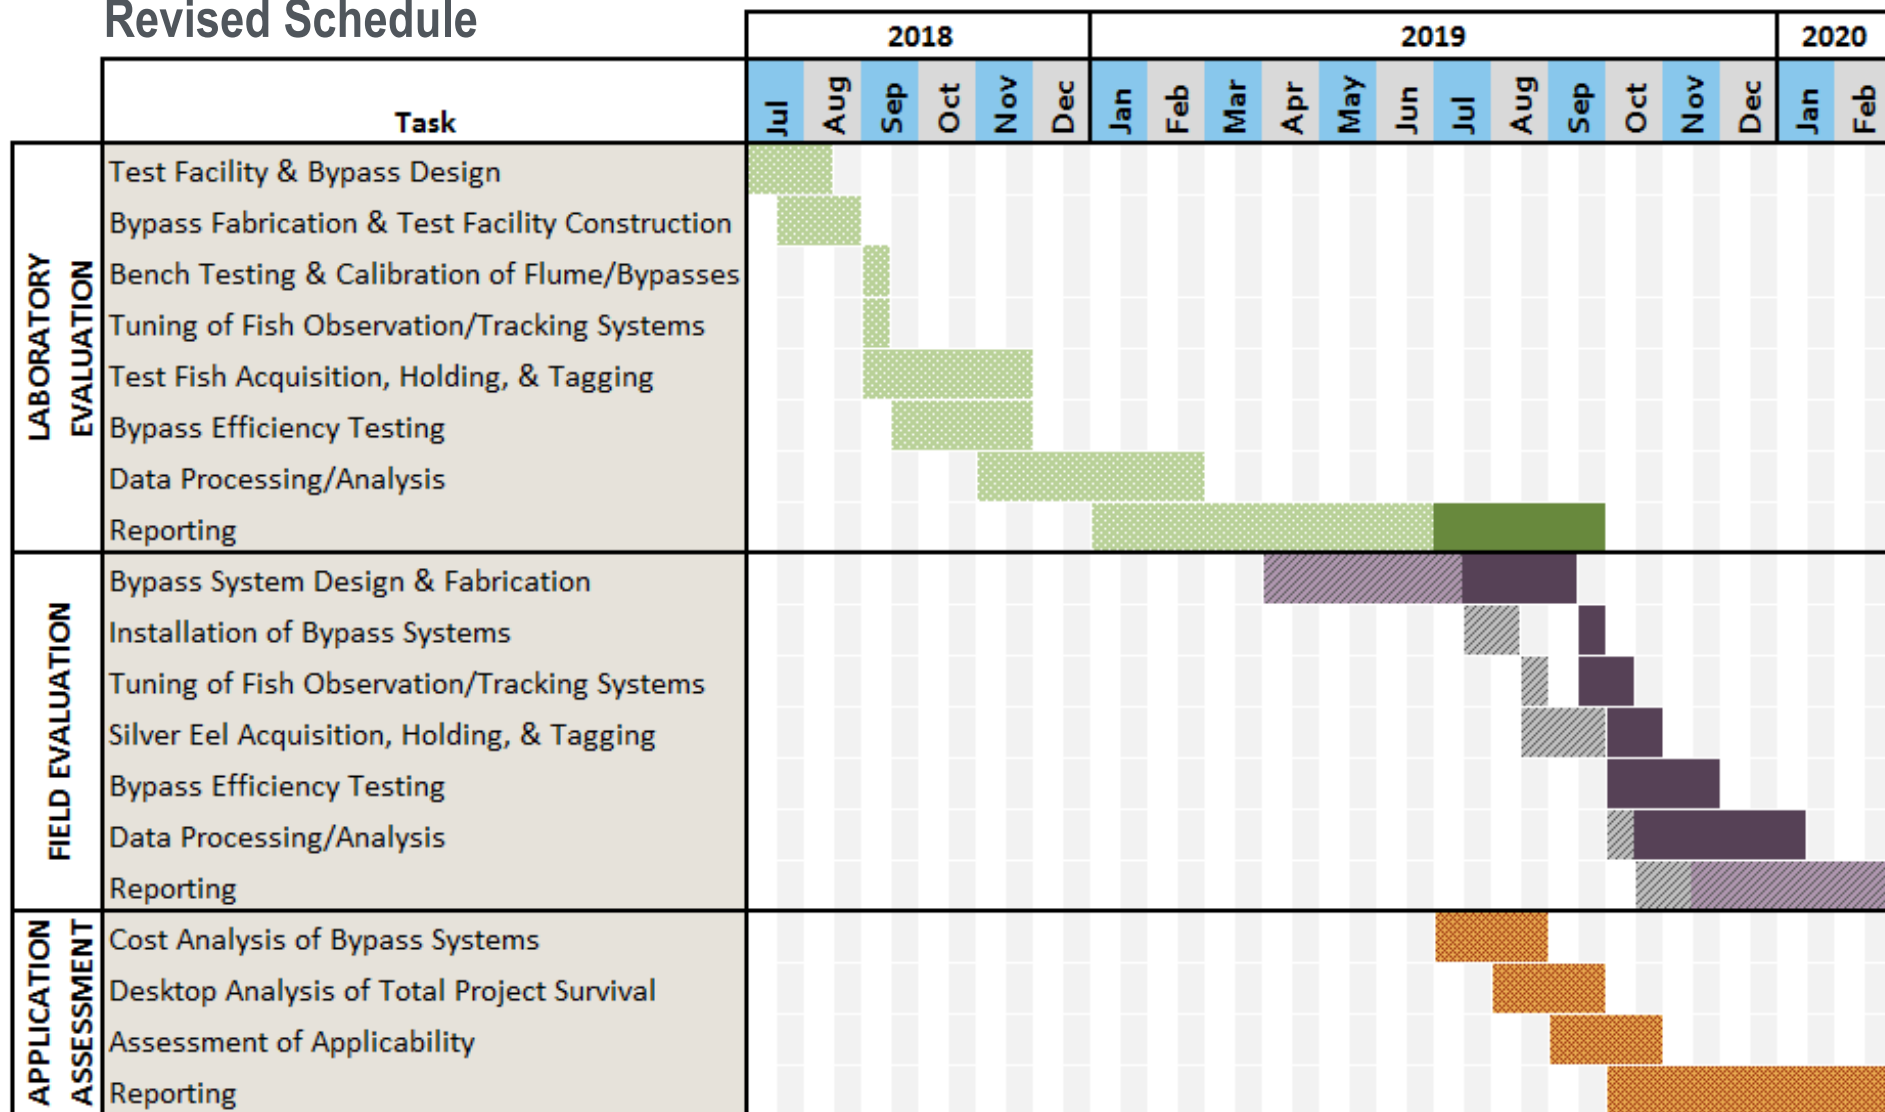 Revised Schedule
2018 2019 2020
Task Jul Aug Sep Oct Nov Dec Jan Feb Mar Apr May Jun Jul Aug Sep Oct Nov Dec Jan Feb
LABORATORY
EVALUATION
Test Facility & Bypass Design
Bypass Fabrication & Test Facility Construction
Bench Testing & Calibration of Flume/Bypasses
Tuning of Fish Observation/Tracking Systems
Test Fish Acquisition, Holding, & Tagging
Bypass Efficiency Testing
Data Processing/Analysis
Reporting
FIELD EVALUATION
Bypass System Design & Fabrication
Installation of Bypass Systems
Tuning of Fish Observation/Tracking Systems
Silver Eel Acquisition, Holding, & Tagging
Bypass Efficiency Testing
Data Processing/Analysis
Reporting
APPLICATION
ASSESSMENT
Cost Analysis of Bypass Systems
Desktop Analysis of Total Project Survival
Assessment of Applicability
Reporting